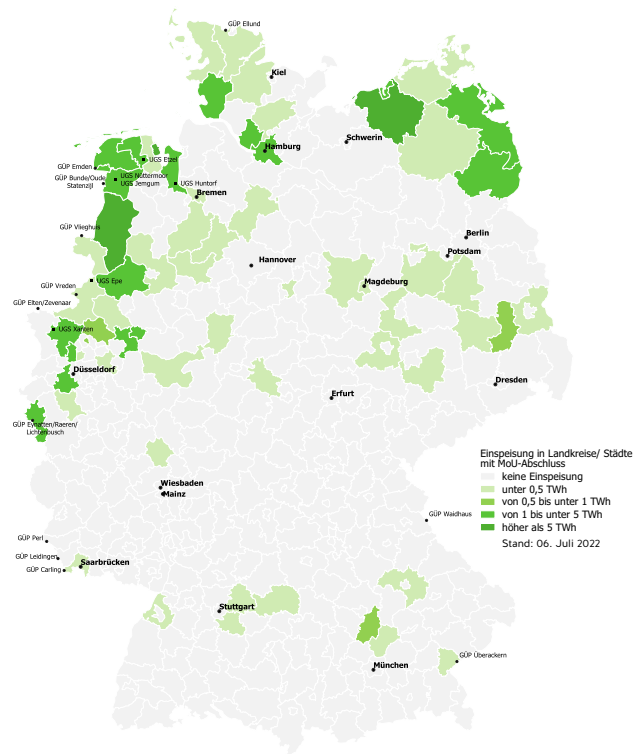 GÜP Ellund
Kiel
Schwerin
Hamburg
UGS Etzel
GÜP Emden
UGS Nüttermoor
GÜP Bunde/Oude
Statenzijl
UGS Jemgum
UGS Huntorf
Bremen
GÜP Vlieghuis
Berlin
Potsdam
Hannover
UGS Epe
Magdeburg
GÜP Vreden
GÜP Elten/Zevenaar
UGS Xanten
Düsseldorf
Dresden
Erfurt
GÜP Eynatten/Raeren/
Lichtenbusch
Einspeisung in Landkreise/ Städte
mit MoU-Abschluss
keine Einspeisung
unter 0,5 TWh
von 0,5 bis unter 1 TWh
von 1 bis unter 5 TWh
höher als 5 TWh
Stand: 06. Juli 2022
Wiesbaden
Mainz
GÜP Waidhaus
GÜP Perl
GÜP Leidingen
Saarbrücken
GÜP Carling
Stuttgart
GÜP Überackern
München